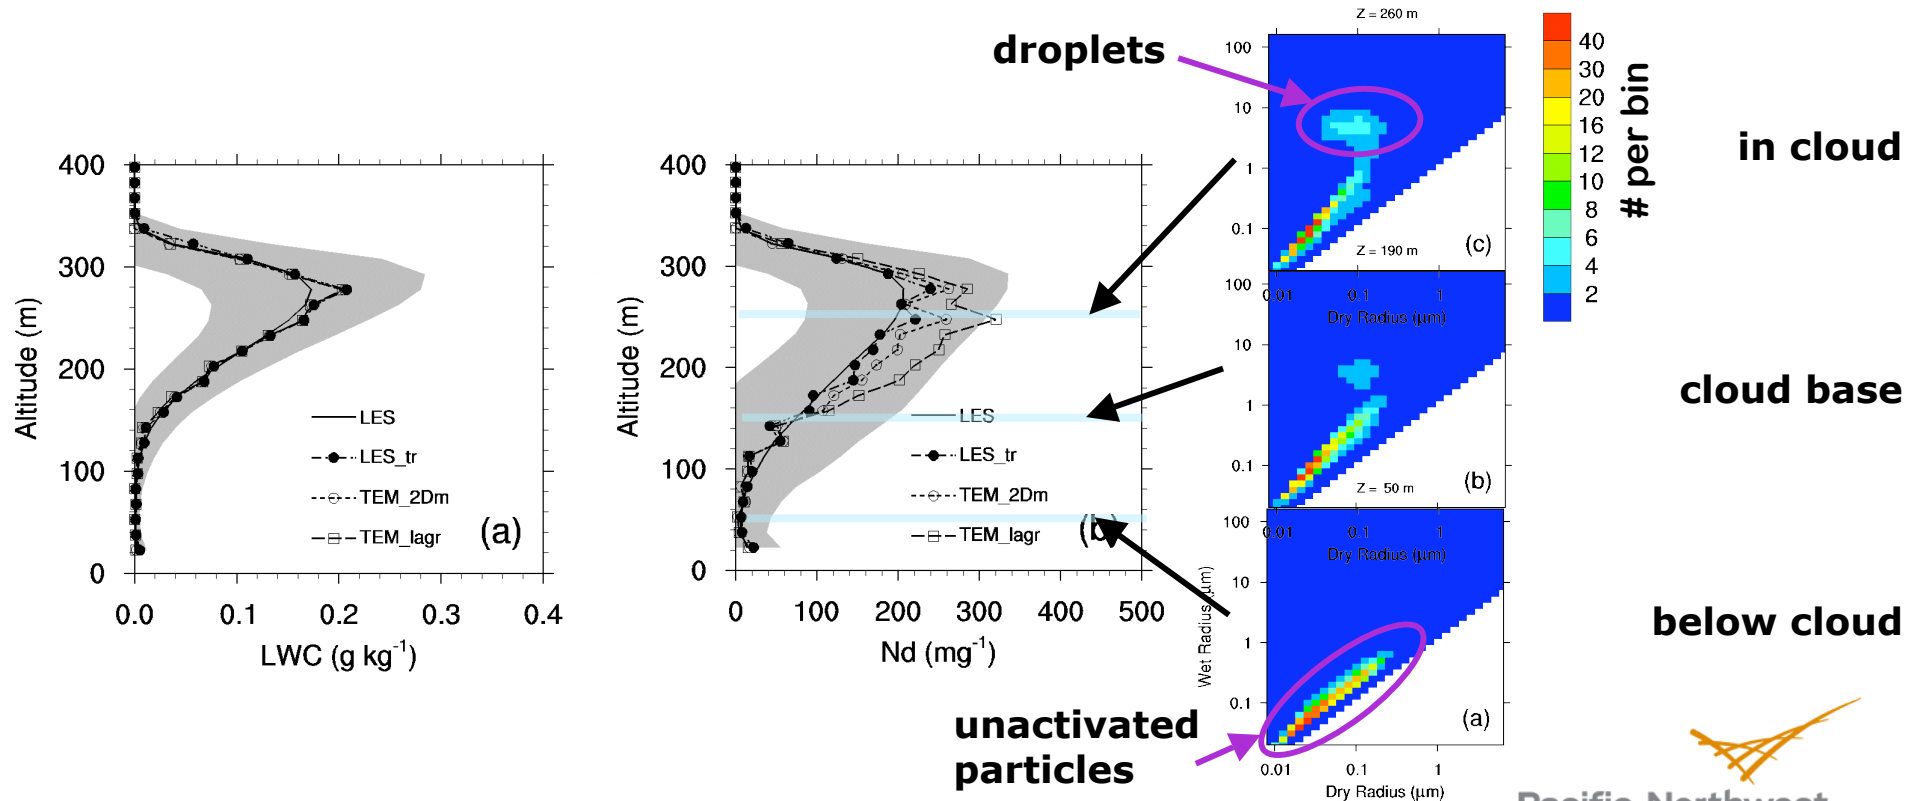 droplets
in cloud
cloud base
below cloud
unactivated
particles
400
300
200
100
0
Altitude (m)
0.0 0.1 0.2 0.3 0.4
LWC (g kg-1)
LES
LES_tr
TEM_2Dm
TEM_lagr
(a)
400
300
200
100
0
Altitude (m)
0 100 200 300 400 500
Nd (mg-1)
LES
LES_tr
TEM_2Dm
TEM_lagr
(b)
Z = 260 m
100
10
1
0.1
(c)
Z = 190 m
100
0.01 0.1 1
Dry Radius (μm)
10
1
0.1
(b)
Z = 50 m
100
0.01 0.1 1
Dry Radius (μm)
10
1
0.1
Wet Radius (μm)
(a)
0.01 0.1 1
Dry Radius (μm)
40
30
20
16
12
10
8
6
4
2
# per bin
Pacific Northwest